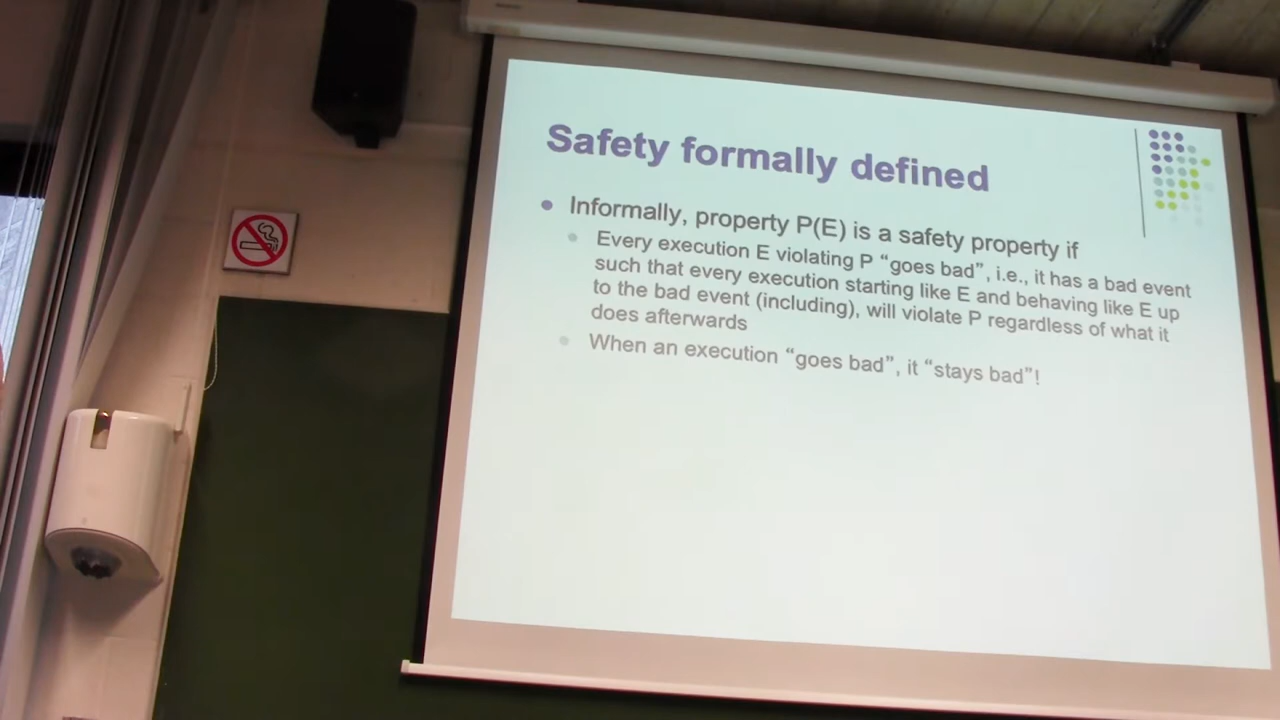 Safety formally defined
Informally, property P(E) is a safety property if
Every execution E violating P “goes bad”, i.e., it has a bad event
such that every execution starting like E and behaving like E up
to the bad event (including), will violate P regardless of what it
does afterwards
When an execution “goes bad”, it “stays bad”!